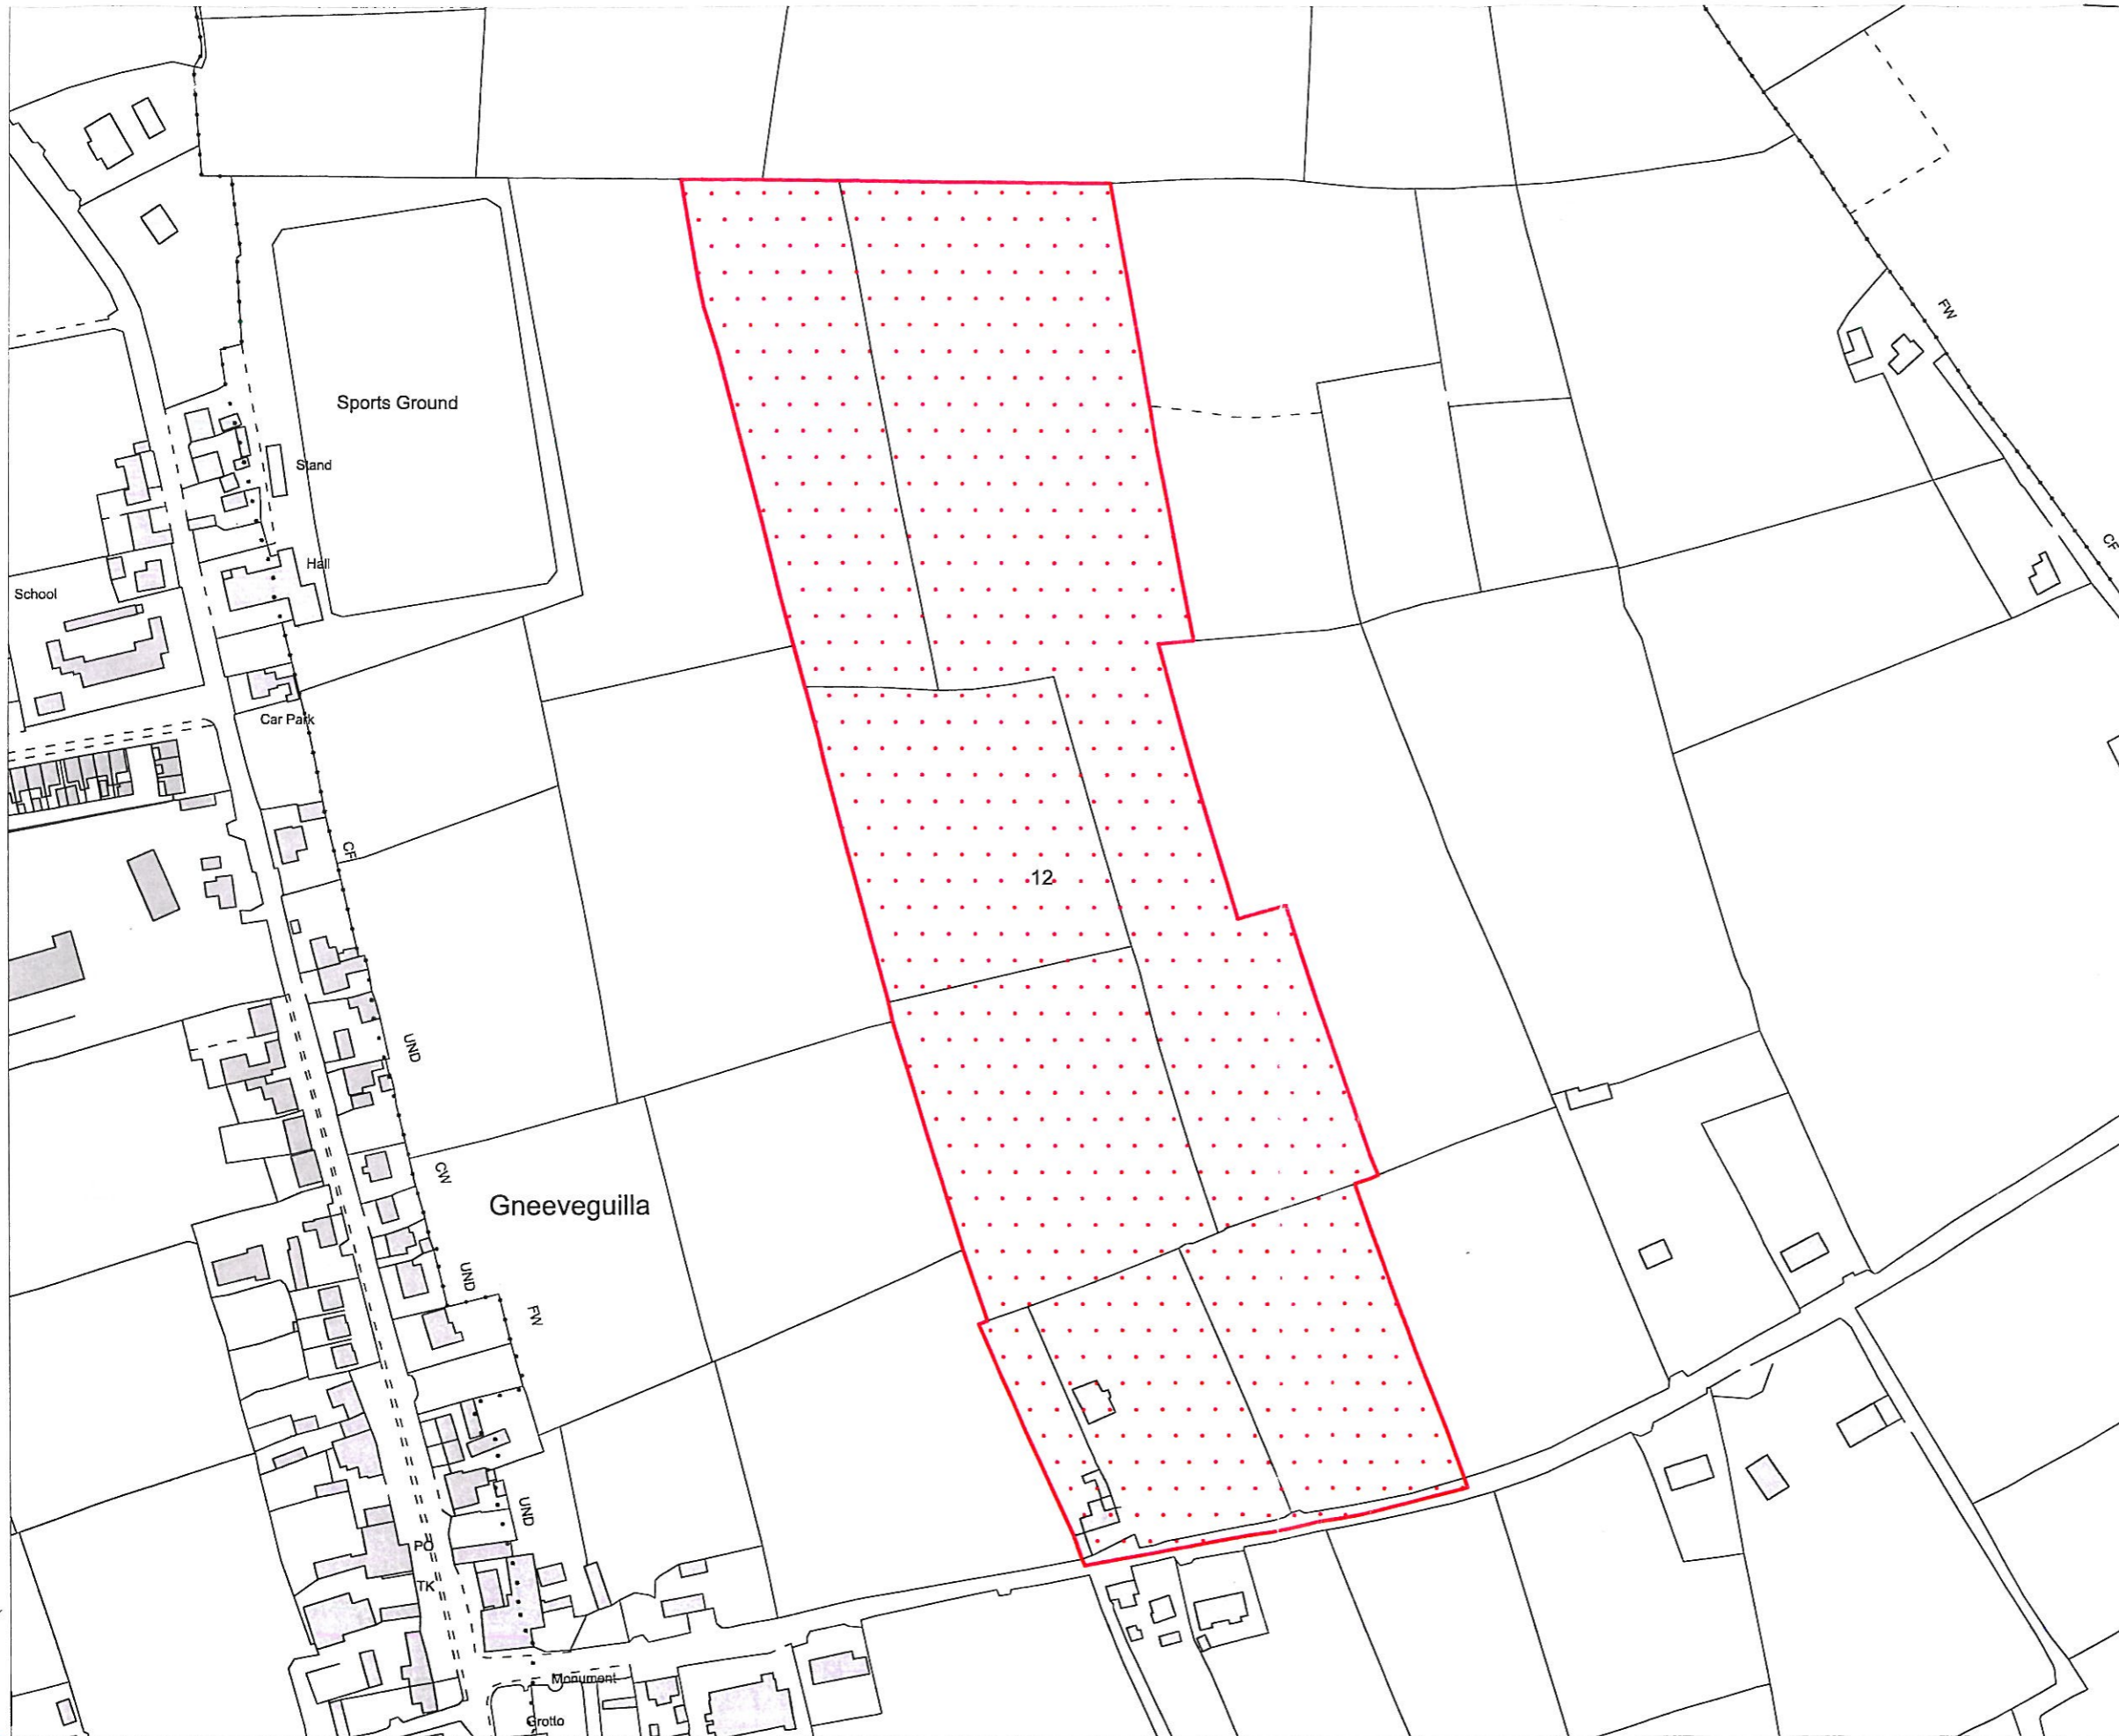 FW
Sports Ground
Stand
CF
Hall
School
Car Park
CF
12
UND
CW
Gneeveguilla
UND
FW
UND
PO
TK
Monument
Grotto